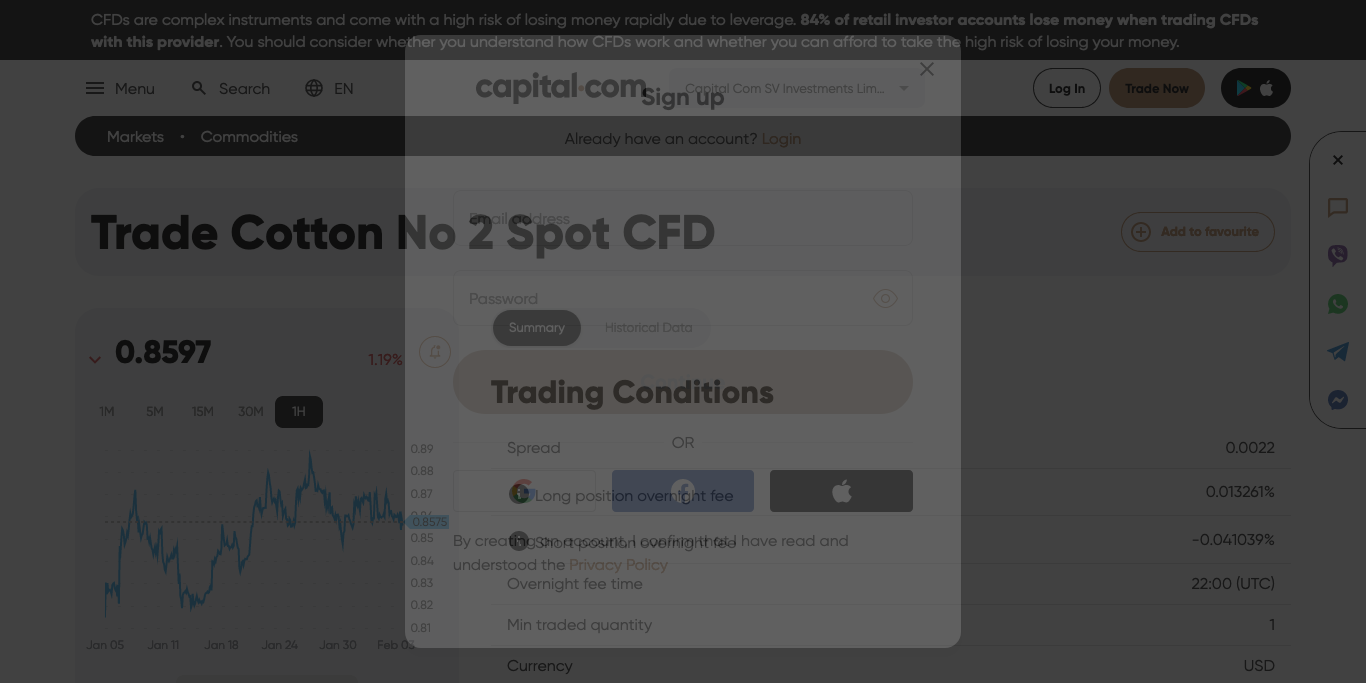 CFDs are complex instruments and come with a high risk of losing money rapidly due to leverage. 84% of retail investor accounts lose money when trading CFDs
with this provider. You should consider whether you understand how CFDs work and whether you can afford to take the high risk of losing your money.
Menu
Search
EN
capital.com
Capital Com SV Investments Lim...
Log In
Trade Now
Sign up
Markets • Commodities
Already have an account? Login
Trade Cotton No 2 Spot CFD
Email address
Add to favourite
Password
Summary
Historical Data
0.8597
1.19%
Trading Conditions
1M
5M
15M
30M
1H
OR
Spread
0.0022
Long position overnight fee
0.013261%
Short position overnight fee
-0.041039%
By creating an account, I confirm that I have read and
understood the Privacy Policy
Overnight fee time
22:00 (UTC)
Min traded quantity
1
Currency
USD
0.89
0.88
0.87
0.86
0.8575
0.85
0.84
0.83
0.82
0.81
Jan 05
Jan 11
Jan 18
Jan 24
Jan 30
Feb 03